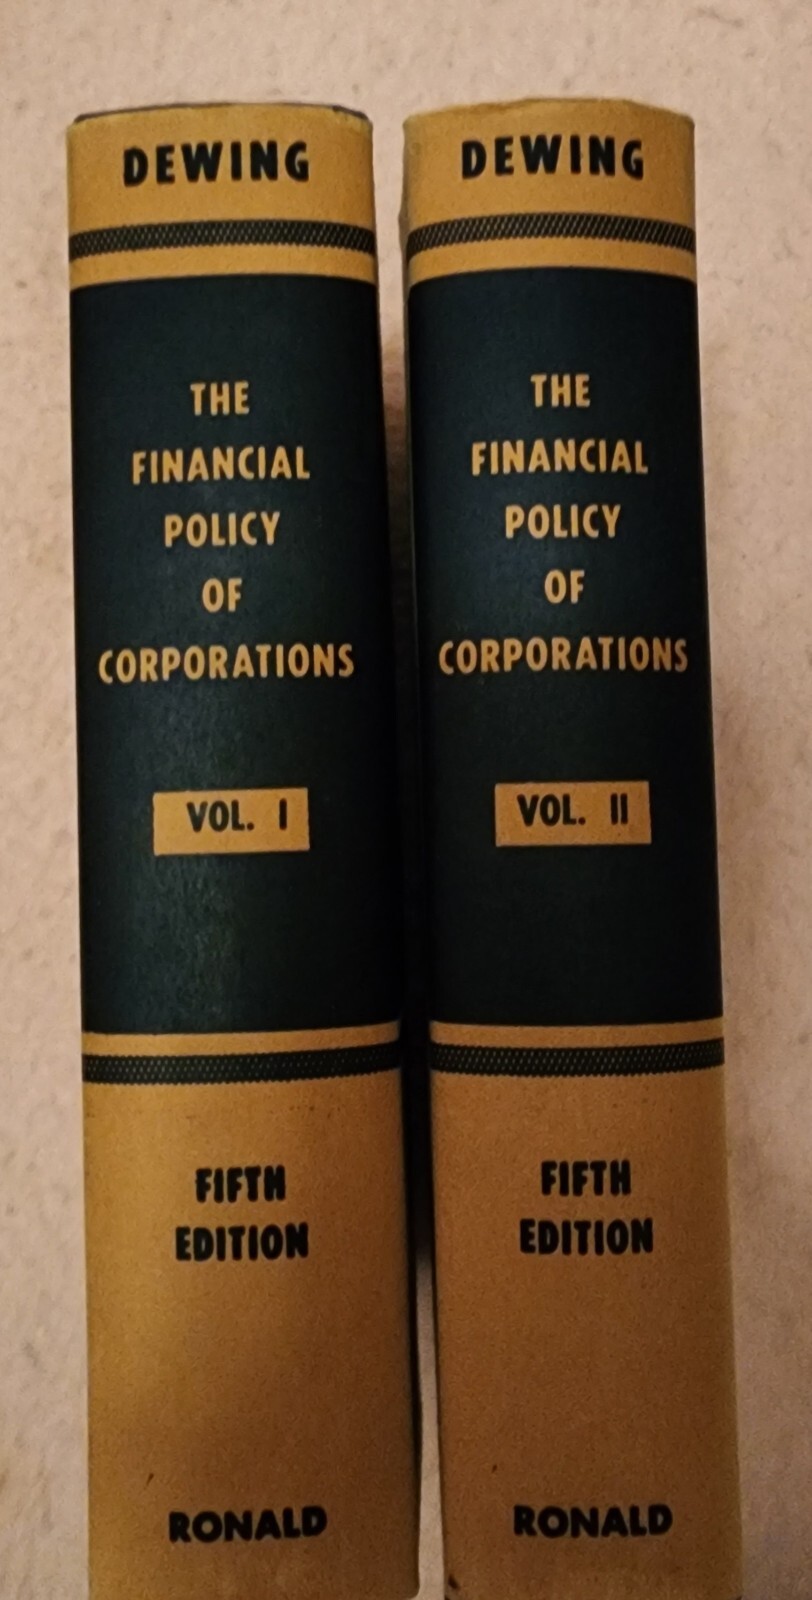 DEWING
THE
FINANCIAL
POLICY
OF
CORPORATIONS
VOL. I
FIFTH
EDITION
RONALD
DEWING
THE
FINANCIAL
POLICY
OF
CORPORATIONS
VOL. II
FIFTH
EDITION
RONALD